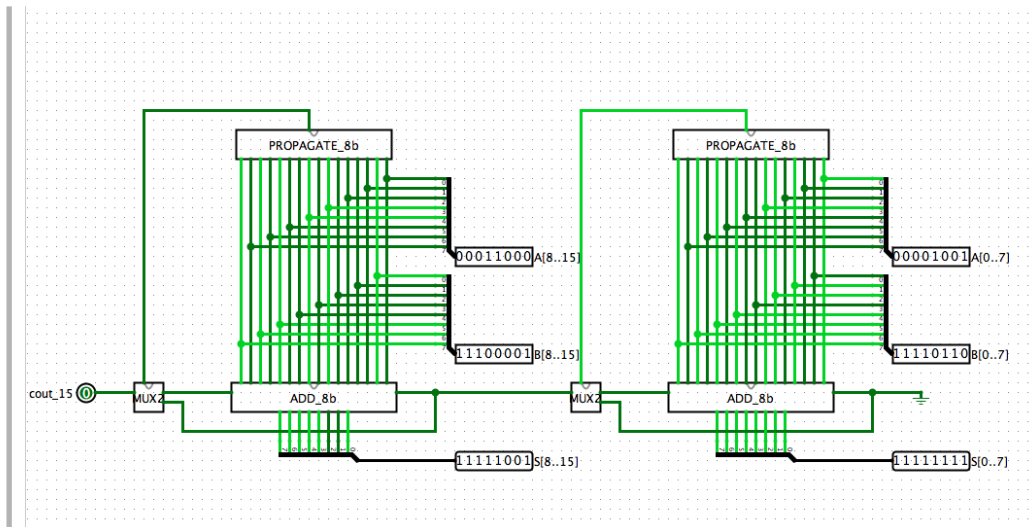 PROPAGATE_8b
PROPAGATE_8b
00011000 A[8..15]
00001001 A[0..7]
11100001 B[8..15]
11110110 B[0..7]
cout_15 0 MUX2 ADD_8b MUX2 ADD_8b
11111001 S[8..15]
11111111 S[0..7]